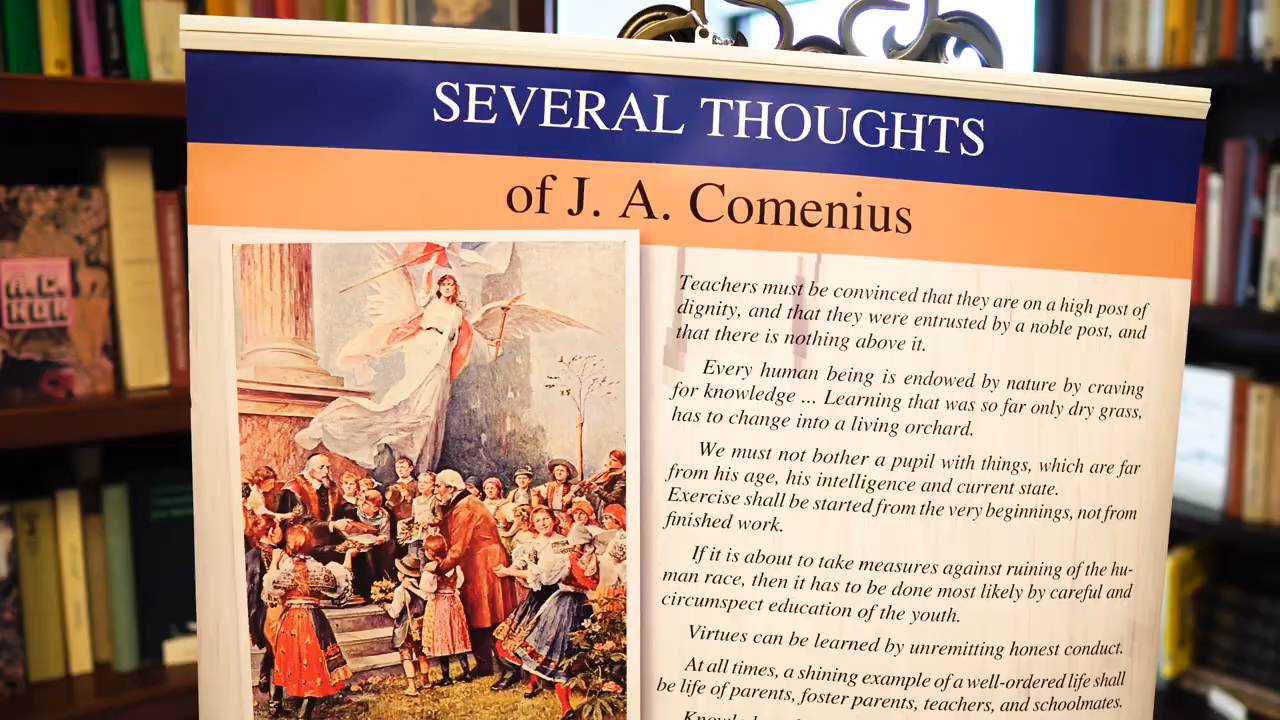 SEVERAL THOUGHTS
of J. A. Comenius
Teachers must be convinced that they are on a high post of
dignity, and that they were entrusted by a noble post, and
that there is nothing above it.
Every human being is endowed by nature by craving
for knowledge ... Learning that was so far only dry grass,
has to change into a living orchard.
We must not bother a pupil with things, which are far
from his age, his intelligence and current state.
Exercise shall be started from the very beginnings, not from
finished work.
If it is about to take measures against ruining of the hu-
man race, then it has to be done most likely by careful and
circumspect education of the youth.
Virtues can be learned by unremitting honest conduct.
At all times, a shining example of a well-ordered life shall
be life of parents, foster parents, teachers, and schoolmates.